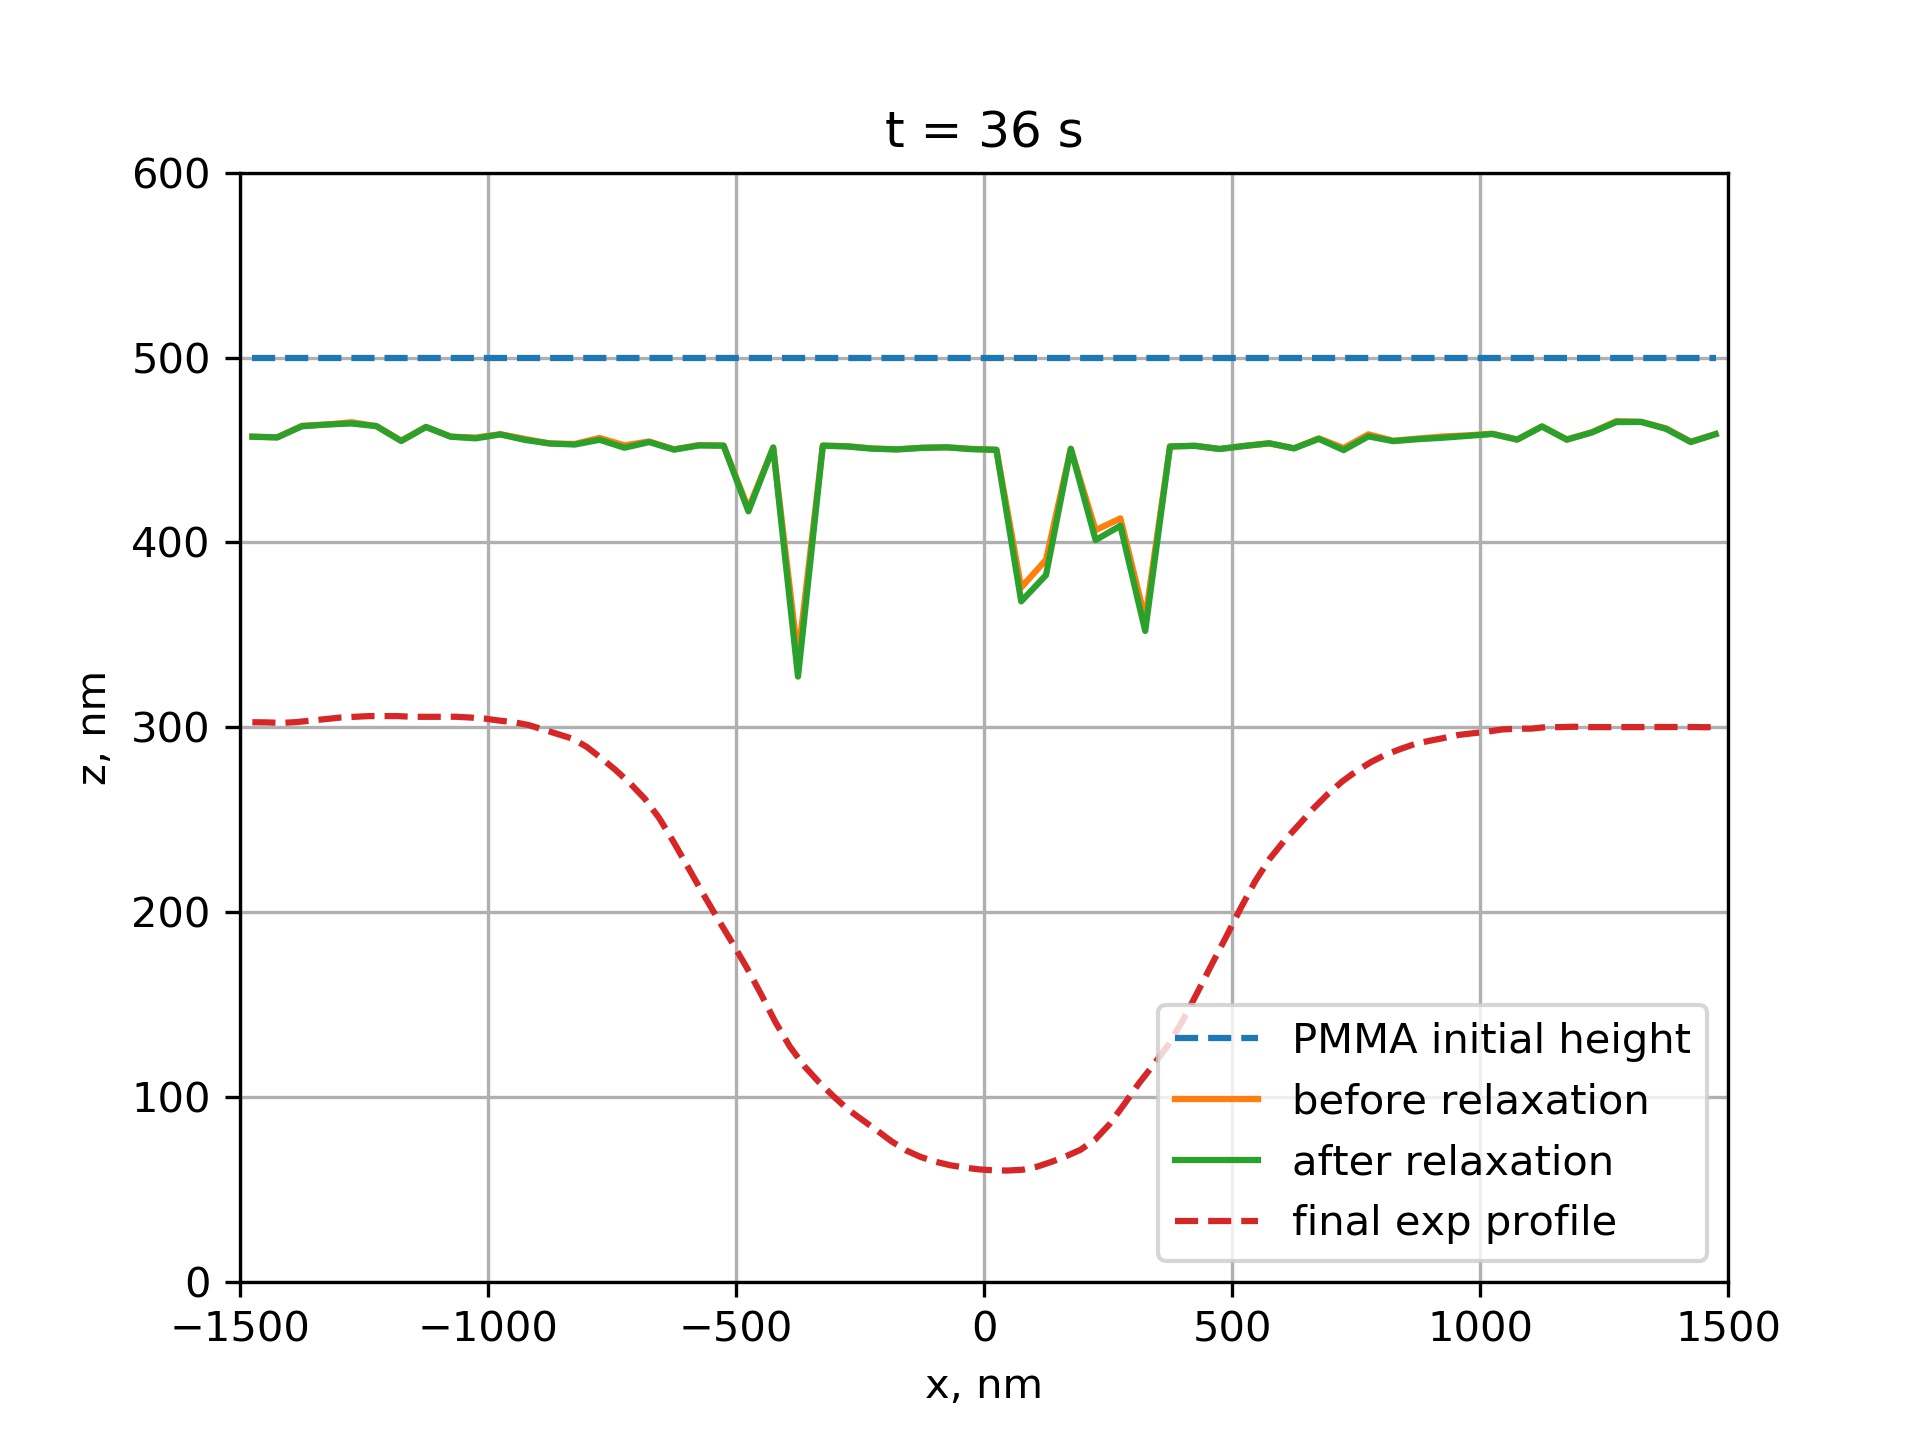 t = 36 s
600
500
400
300
200
100
0
z, nm
−1500 −1000 −500 0 500 1000 1500
x, nm
PMMA initial height
before relaxation
after relaxation
final exp profile